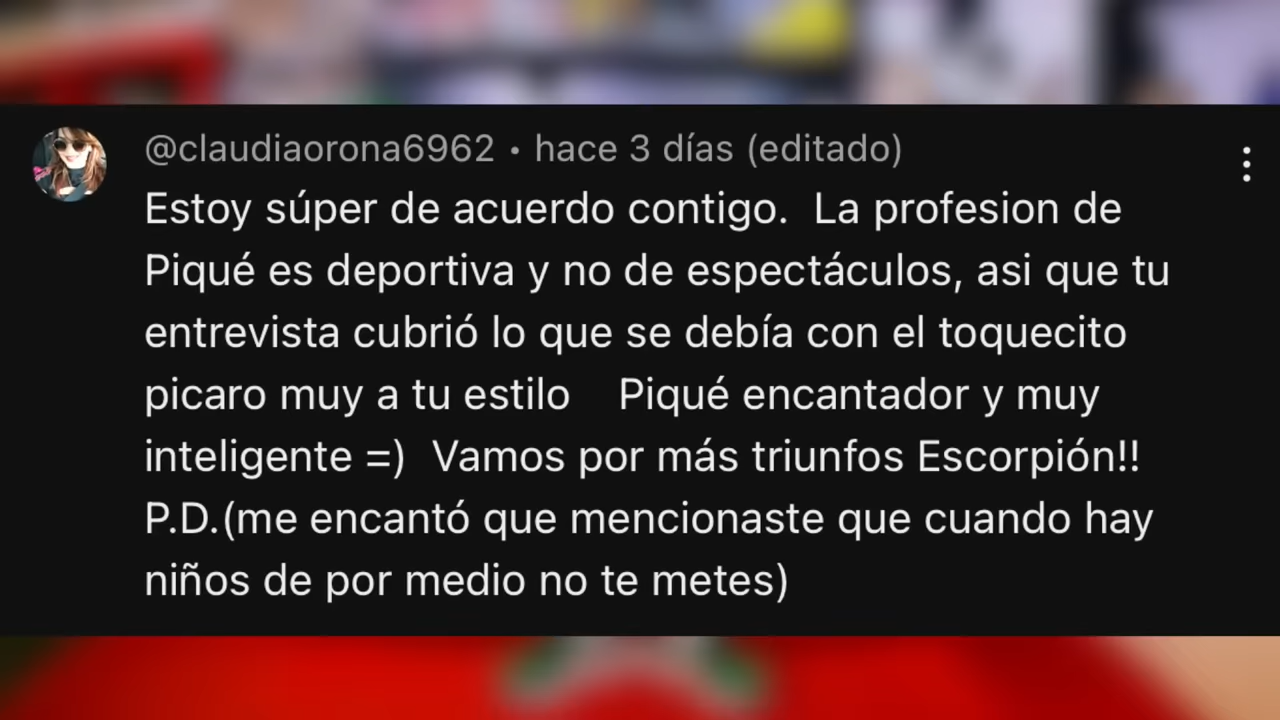 @claudiaorona6962 • hace 3 días (editado)
Estoy súper de acuerdo contigo.  La profesion de
Piqué es deportiva y no de espectáculos, asi que tu
entrevista cubrió lo que se debía con el toquecito
picaro muy a tu estilo    Piqué encantador y muy
inteligente =)  Vamos por más triunfos Escorpión!!
P.D.(me encantó que mencionaste que cuando hay
niños de por medio no te metes)